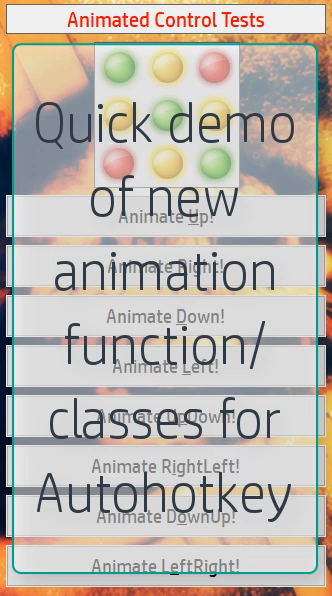 Animated Control Tests
Quick demo
of new
animation
function/
classes for
Autohotkey
Animate Up!
Animate Right!
Animate Down!
Animate Left!
Animate UpDown!
Animate RightLeft!
Animate DownUp!
Animate LeftRight!